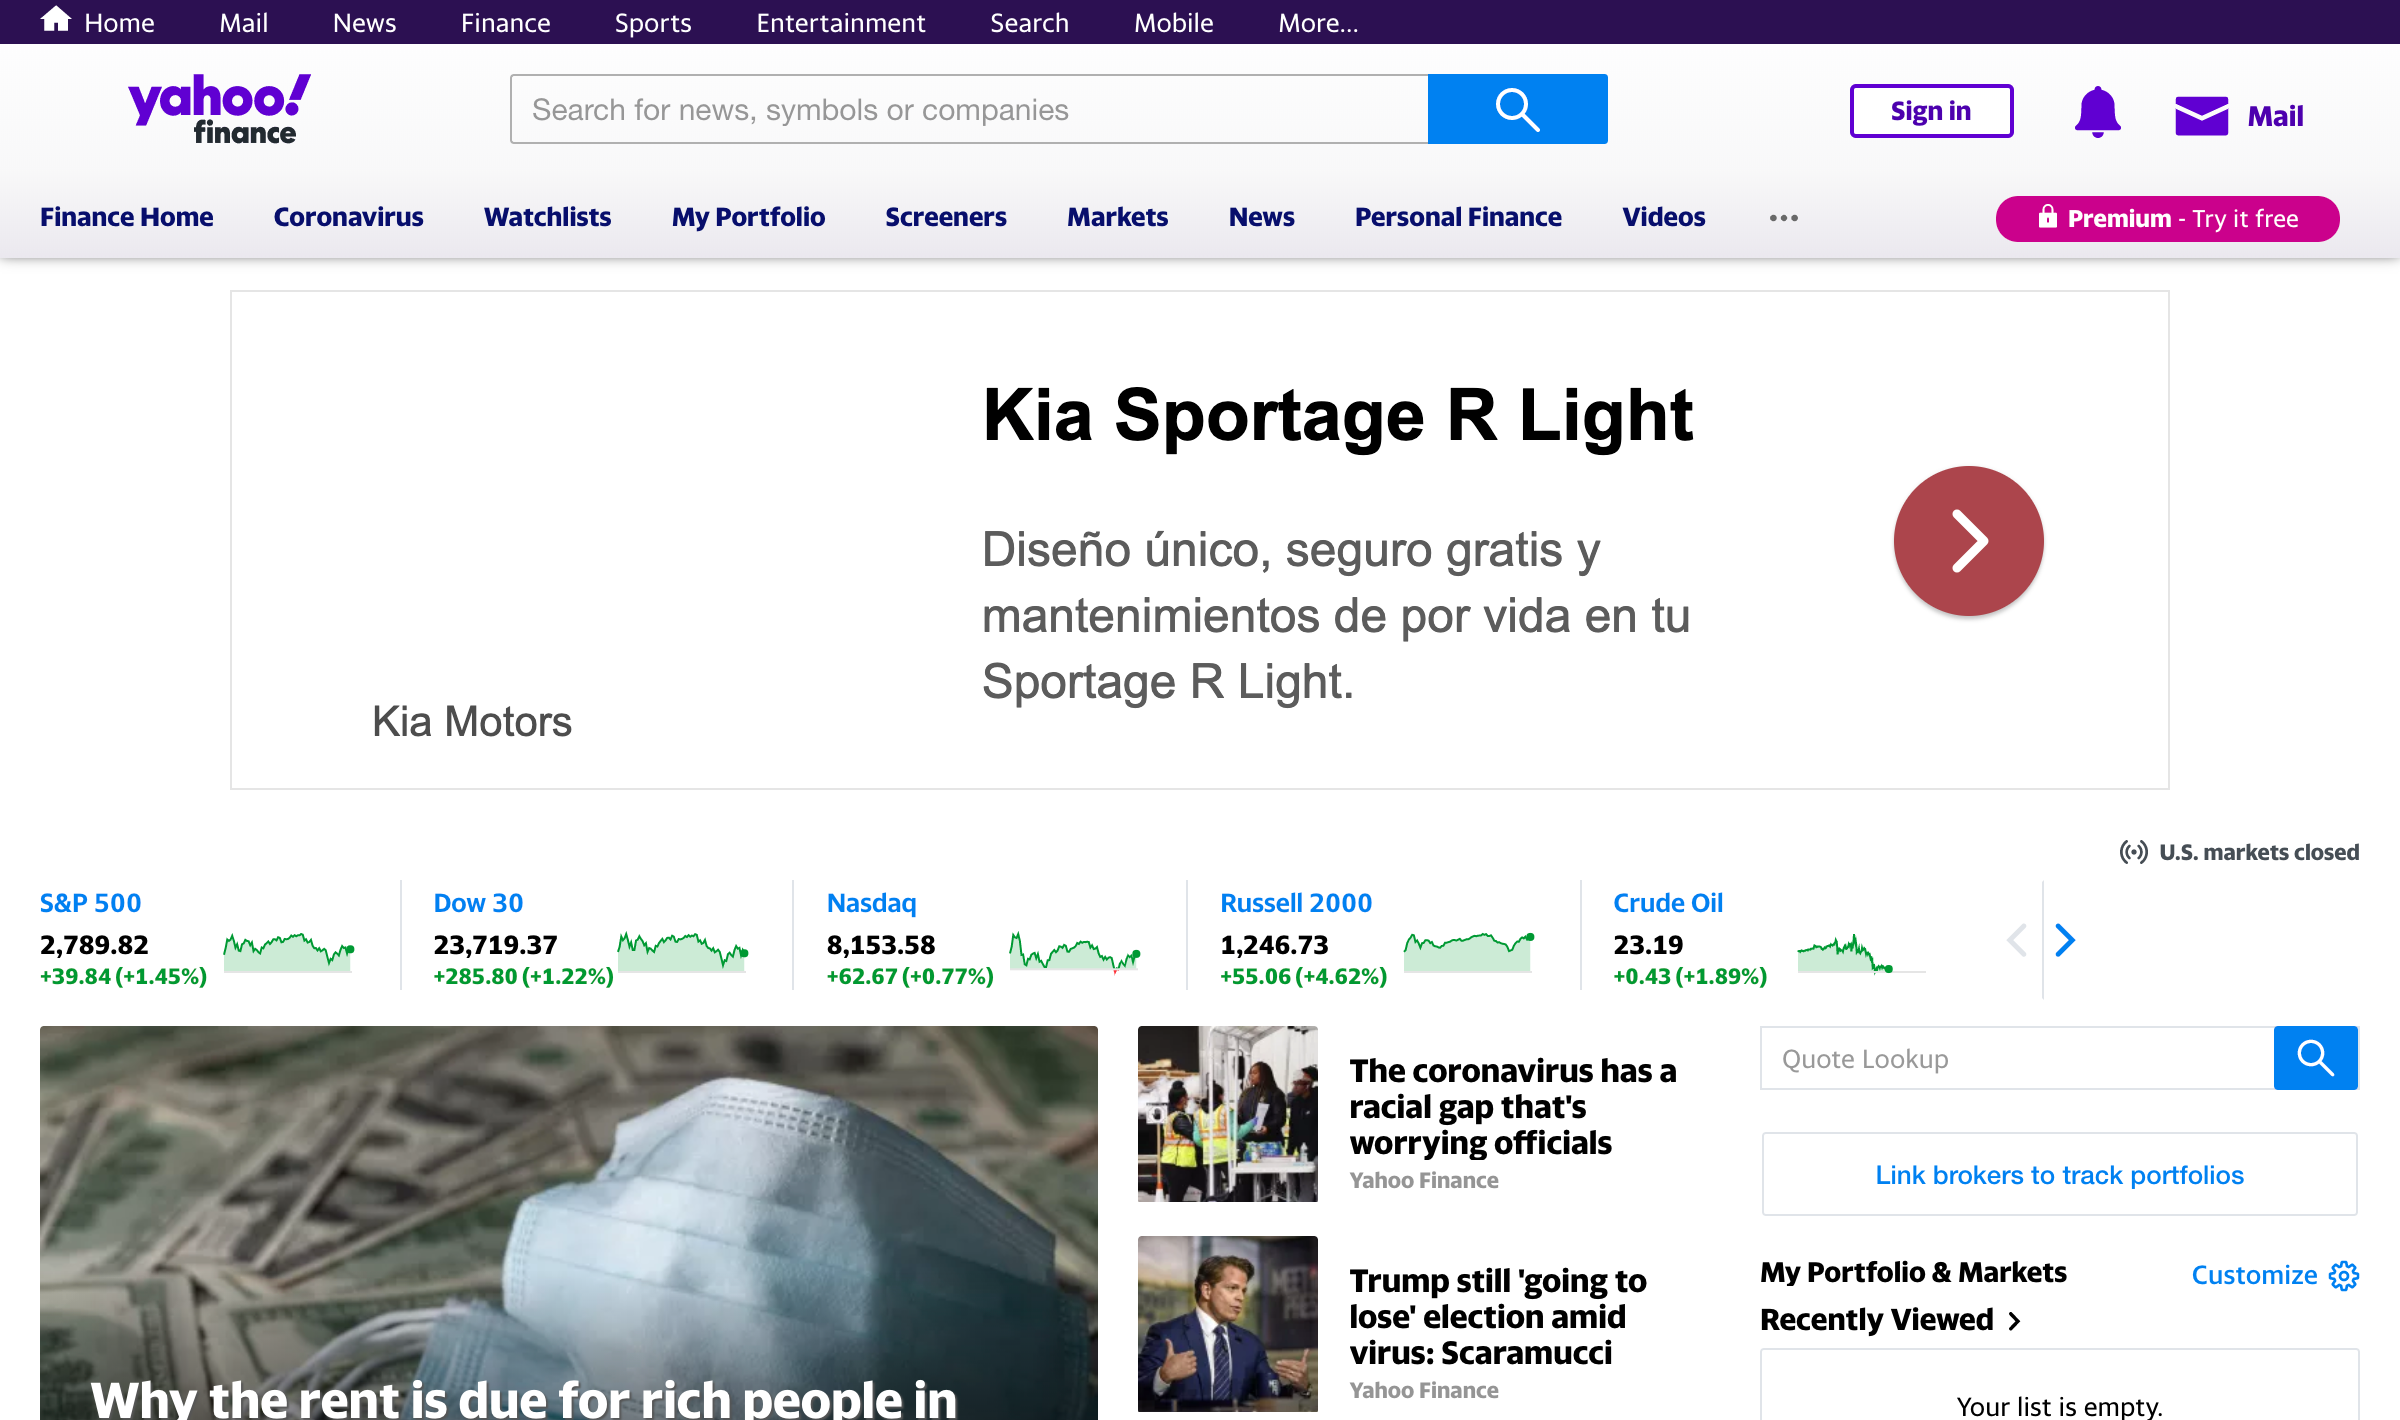 Home Mail News Finance Sports Entertainment Search Mobile More...
yahoo!
finance
Search for news, symbols or companies
Sign in
Mail
Finance Home Coronavirus Watchlists My Portfolio Screeners Markets News Personal Finance Videos
Premium - Try it free
Kia Sportage R Light
Diseño único, seguro gratis y
mantenimientos de por vida en tu
Sportage R Light.
Kia Motors
U.S. markets closed
S&P 500
2,789.82
+39.84 (+1.45%)
Dow 30
23,719.37
+285.80 (+1.22%)
Nasdaq
8,153.58
+62.67 (+0.77%)
Russell 2000
1,246.73
+55.06 (+4.62%)
Crude Oil
23.19
+0.43 (+1.89%)
Why the rent is due for rich people in
The coronavirus has a
racial gap that's
worrying officials
Yahoo Finance
Trump still 'going to
lose' election amid
virus: Scaramucci
Yahoo Finance
Quote Lookup
Link brokers to track portfolios
My Portfolio & Markets
Customize
Recently Viewed
Your list is empty.